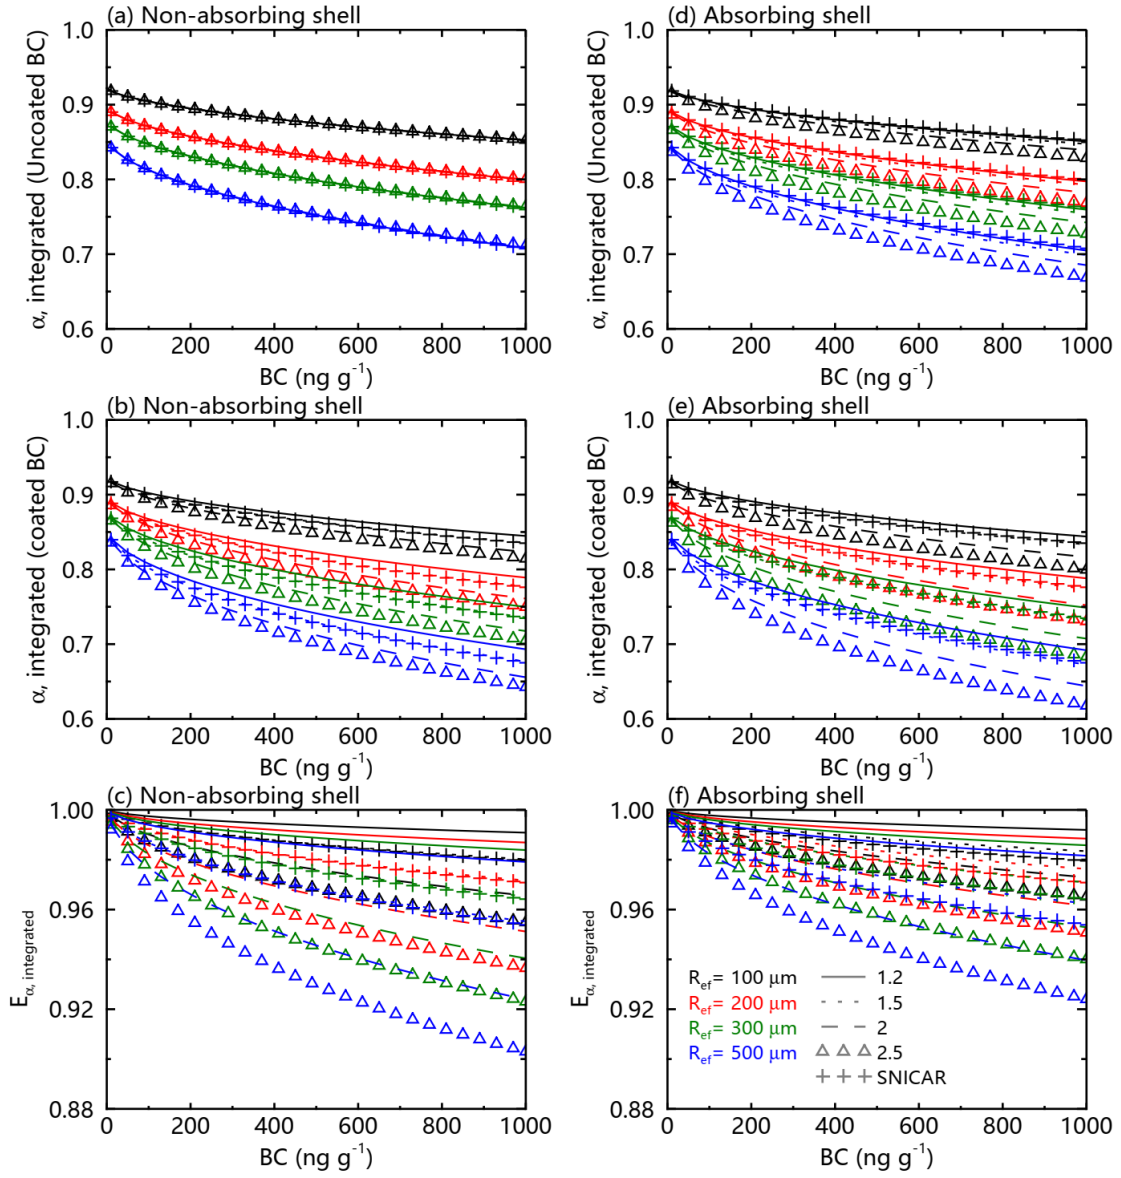 (a) Non-absorbing shell
1.0
0.9
0.8
0.7
0.6
α, integrated (Uncoated BC)
0 200 400 600 800 1000
BC (ng g⁻¹)
(d) Absorbing shell
1.0
0.9
0.8
0.7
0.6
α, integrated (Uncoated BC)
0 200 400 600 800 1000
BC (ng g⁻¹)
(b) Non-absorbing shell
1.0
0.9
0.8
0.7
0.6
α, integrated (coated BC)
0 200 400 600 800 1000
BC (ng g⁻¹)
(e) Absorbing shell
1.0
0.9
0.8
0.7
0.6
α, integrated (coated BC)
0 200 400 600 800 1000
BC (ng g⁻¹)
(c) Non-absorbing shell
1.00
0.96
0.92
0.88
Eα, integrated
0 200 400 600 800 1000
BC (ng g⁻¹)
(f) Absorbing shell
1.00
0.96
0.92
0.88
Eα, integrated
Ref= 100 μm 1.2
Ref= 200 μm 1.5
Ref= 300 μm 2
Ref= 500 μm 2.5
SNICAR
0 200 400 600 800 1000
BC (ng g⁻¹)